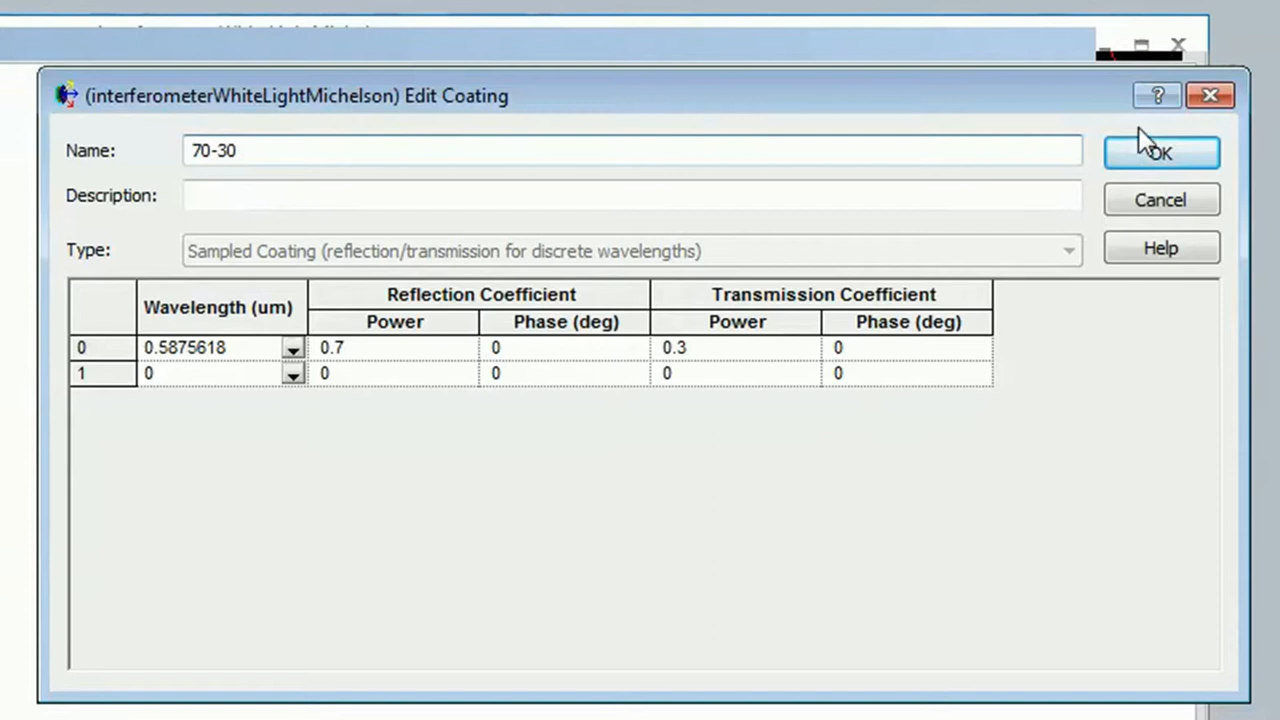 (interferometerWhiteLightMichelson) Edit Coating ?
Name: 70-30 OK
Description: Cancel
Type: Sampled Coating (reflection/transmission for discrete wavelengths) Help
Wavelength (um) Reflection Coefficient Transmission Coefficient
Power Phase (deg) Power Phase (deg)
0 0.5875618 0.7 0 0.3 0
1 0 0 0 0 0